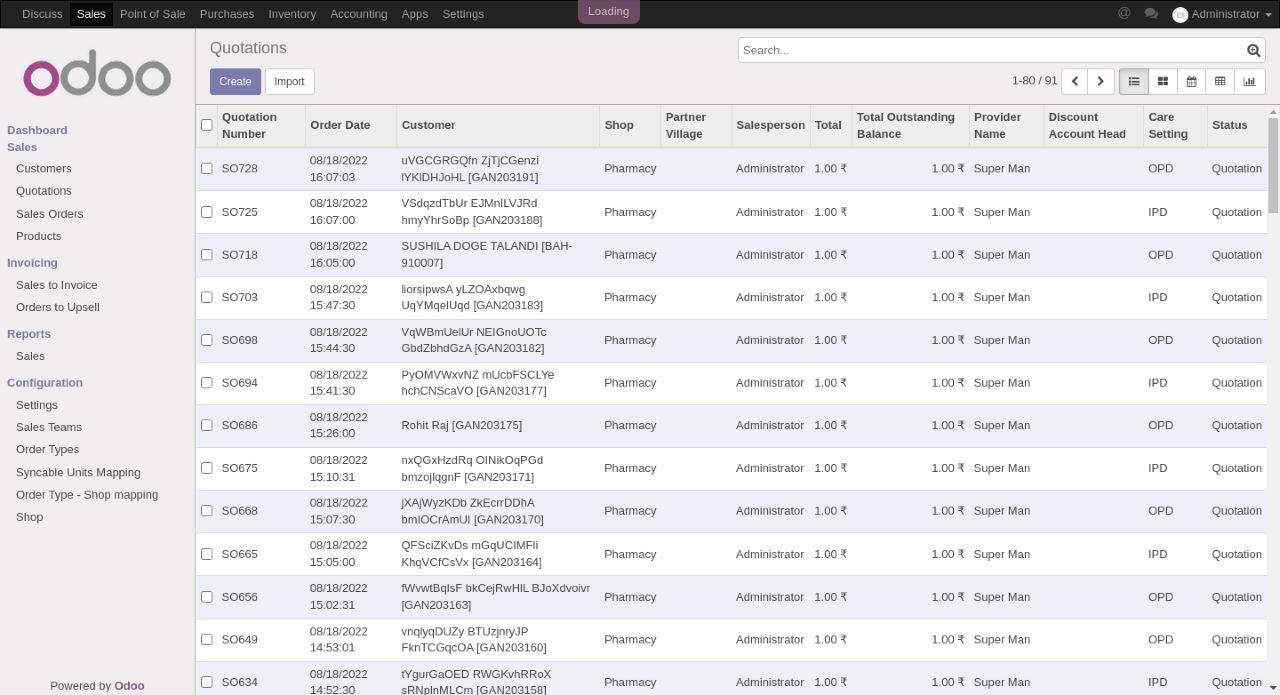 Discuss Sales Point of Sale Purchases Inventory Accounting Apps Settings Loading @ Administrator
odoo
Dashboard
Sales
Customers
Quotations
Sales Orders
Products
Invoicing
Sales to Invoice
Orders to Upsell
Reports
Sales
Configuration
Settings
Sales Teams
Order Types
Syncable Units Mapping
Order Type - Shop mapping
Shop
Powered by Odoo
Quotations
Search...
Create Import
1-80 / 91
Quotation Number Order Date Customer Shop Partner Village Salesperson Total Total Outstanding Balance Provider Name Discount Account Head Care Setting Status
SO728 08/18/2022 16:07:03 uVGCGRGQfn ZjTjCGenzi lYKlDHJoHL [GAN203191] Pharmacy Administrator 1.00 ₹ 1.00 ₹ Super Man OPD Quotation
SO725 08/18/2022 16:07:00 VSdqzdTbUr EJMnILVJRd hmyYhrSoBp [GAN203188] Pharmacy Administrator 1.00 ₹ 1.00 ₹ Super Man IPD Quotation
SO718 08/18/2022 16:05:00 SUSHILA DOGE TALANDI [BAH-910007] Pharmacy Administrator 1.00 ₹ 1.00 ₹ Super Man OPD Quotation
SO703 08/18/2022 15:47:30 liorsipwsA yLZOAxbqwg UqYMqelUqd [GAN203183] Pharmacy Administrator 1.00 ₹ 1.00 ₹ Super Man IPD Quotation
SO698 08/18/2022 15:44:30 VqWBmUelUr NEIGnoUOTc GbdZbhdGzA [GAN203182] Pharmacy Administrator 1.00 ₹ 1.00 ₹ Super Man OPD Quotation
SO694 08/18/2022 15:41:30 PyOMVWxvNZ mUcbFSCLYe hchCNScaVO [GAN203177] Pharmacy Administrator 1.00 ₹ 1.00 ₹ Super Man IPD Quotation
SO686 08/18/2022 15:26:00 Rohit Raj [GAN203175] Pharmacy Administrator 1.00 ₹ 1.00 ₹ Super Man OPD Quotation
SO675 08/18/2022 15:10:31 nxQGxHzdRq OINikOqPGd bmzojIqgnF [GAN203171] Pharmacy Administrator 1.00 ₹ 1.00 ₹ Super Man IPD Quotation
SO668 08/18/2022 15:07:30 jXAjWyzKDb ZkEcrrDDhA bmIOCrAmUI [GAN203170] Pharmacy Administrator 1.00 ₹ 1.00 ₹ Super Man OPD Quotation
SO665 08/18/2022 15:05:00 QFSciZKvDs mGqUCIMFli KhqVCfCsVx [GAN203164] Pharmacy Administrator 1.00 ₹ 1.00 ₹ Super Man IPD Quotation
SO656 08/18/2022 15:02:31 fWvwtBqIsF bkCejRwHIL BJoXdvoivr [GAN203163] Pharmacy Administrator 1.00 ₹ 1.00 ₹ Super Man OPD Quotation
SO649 08/18/2022 14:53:01 vnqlyqDUZy BTUzjnryJP FknTCGqcOA [GAN203160] Pharmacy Administrator 1.00 ₹ 1.00 ₹ Super Man OPD Quotation
SO634 08/18/2022 14:52:30 tYgurGaOED RWGKvhRRoX sRNpInMLCm [GAN203158] Pharmacy Administrator 1.00 ₹ 1.00 ₹ Super Man IPD Quotation